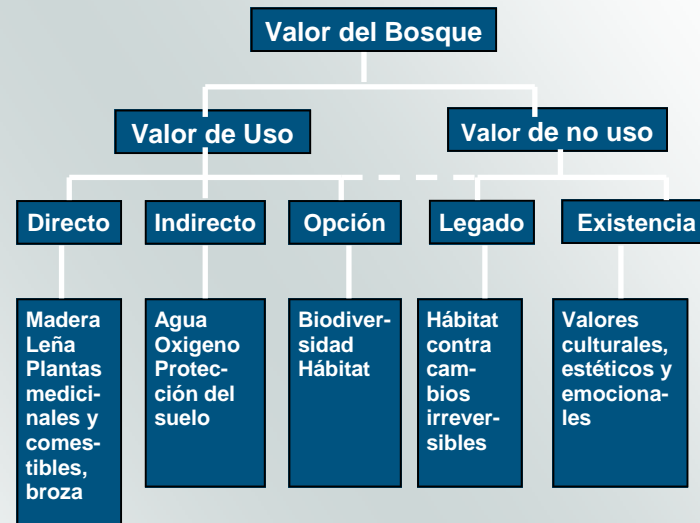 Valor del Bosque
Valor de Uso
Valor de no uso
Directo
Indirecto
Opción
Legado
Existencia
Madera
Leña
Plantas
medici-
nales y
comes-
tibles,
broza
Agua
Oxigeno
Protec-
ción del
suelo
Biodiver-
sidad
Hábitat
Hábitat
contra
cam-
bios
irrever-
sibles
Valores
culturales,
estéticos y
emociona-
les